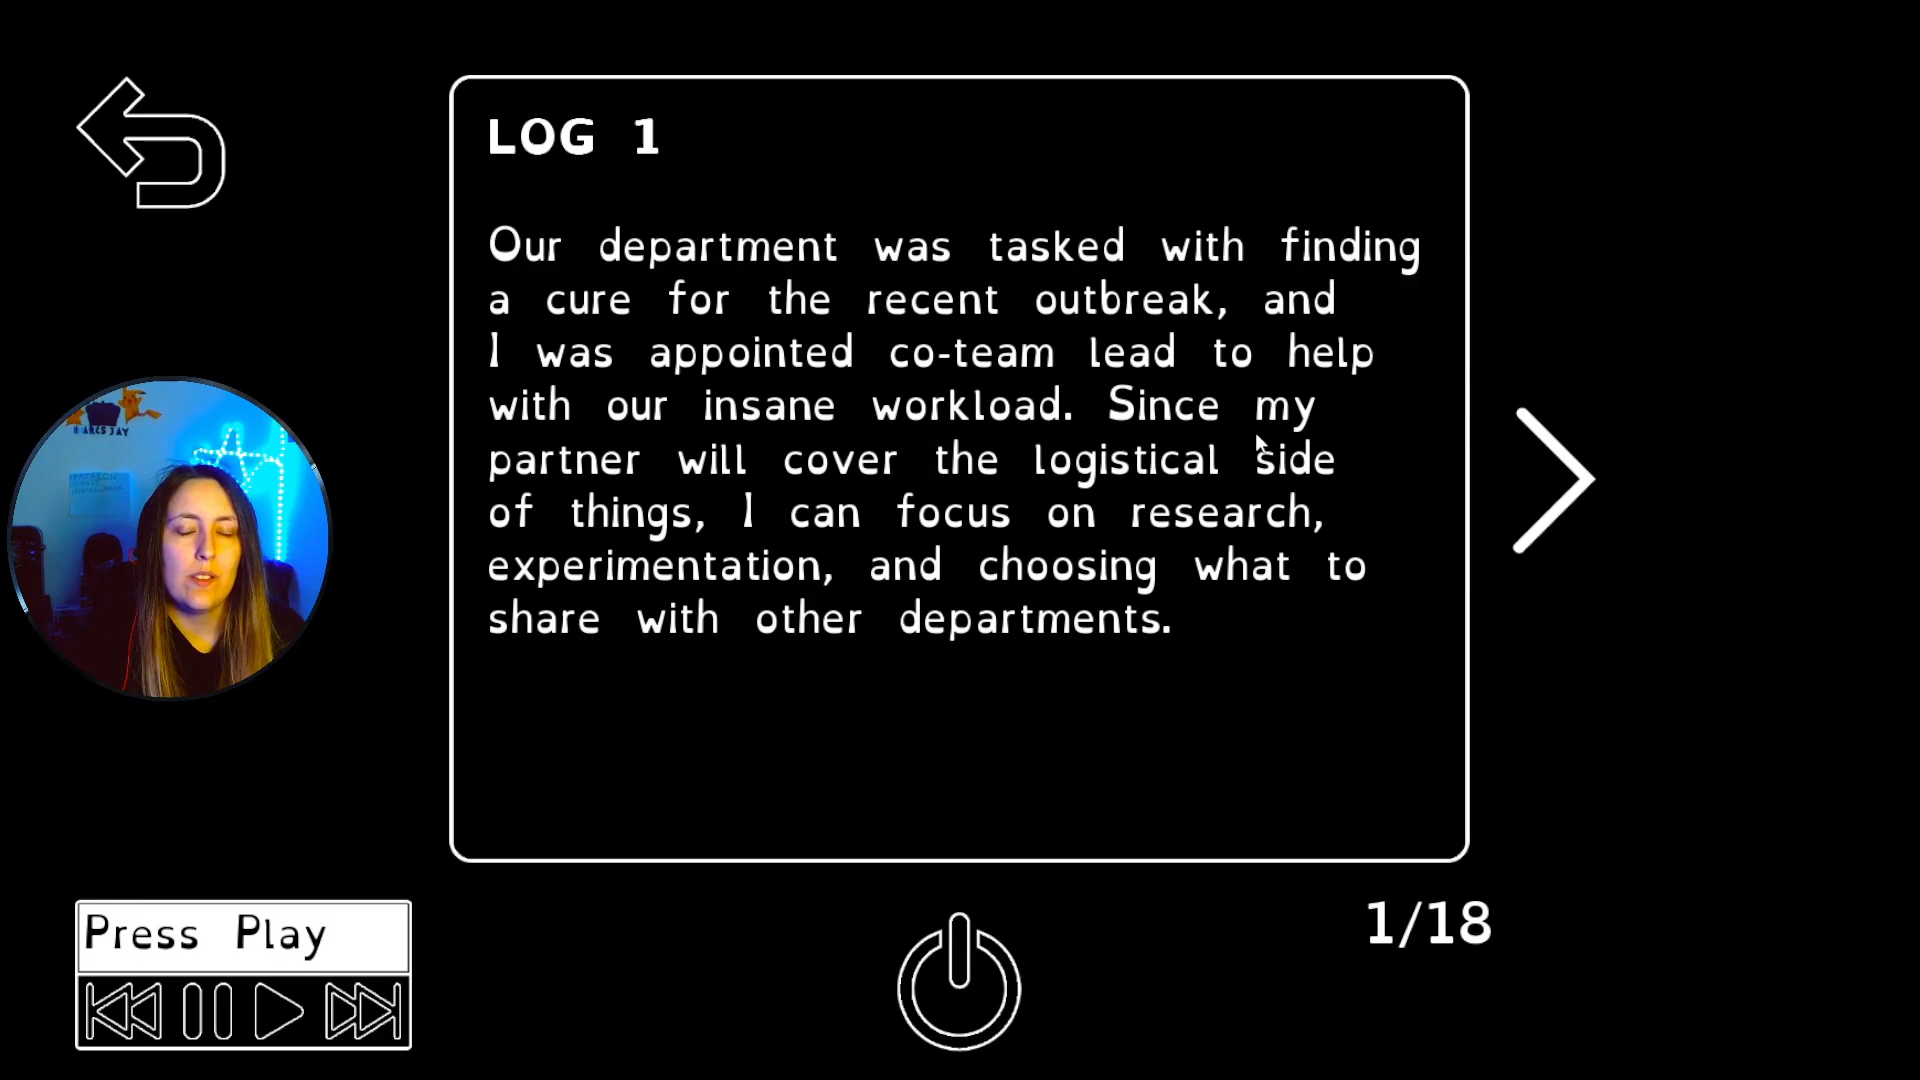 LOG 1
Our department was tasked with finding
a cure for the recent outbreak, and
I was appointed co-team lead to help
with our insane workload. Since my
partner will cover the logistical side
of things, I can focus on research,
experimentation, and choosing what to
share with other departments.
Press Play
1/18